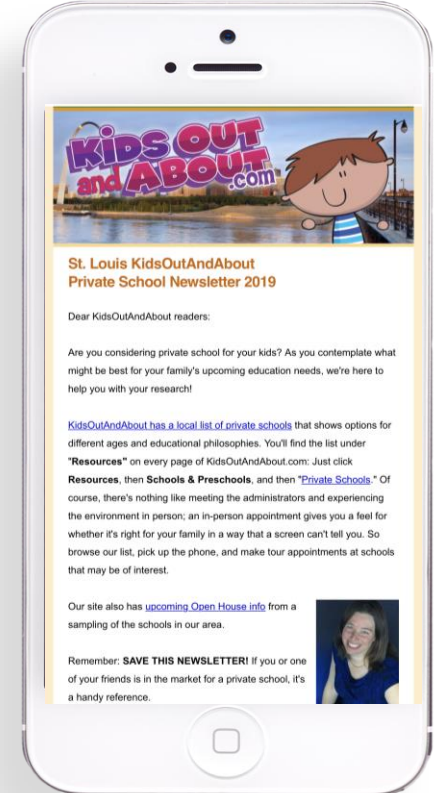 KiDS OUT
and ABOUT
.com
St. Louis KidsOutAndAbout
Private School Newsletter 2019
Dear KidsOutAndAbout readers:
Are you considering private school for your kids? As you contemplate what
might be best for your family's upcoming education needs, we're here to
help you with your research!
KidsOutAndAbout has a local list of private schools that shows options for
different ages and educational philosophies. You'll find the list under
"Resources" on every page of KidsOutAndAbout.com: Just click
Resources, then Schools & Preschools, and then "Private Schools." Of
course, there's nothing like meeting the administrators and experiencing
the environment in person; an in-person appointment gives you a feel for
whether it's right for your family in a way that a screen can't tell you. So
browse our list, pick up the phone, and make tour appointments at schools
that may be of interest.
Our site also has upcoming Open House info from a
sampling of the schools in our area.
Remember: SAVE THIS NEWSLETTER! If you or one
of your friends is in the market for a private school, it's
a handy reference.